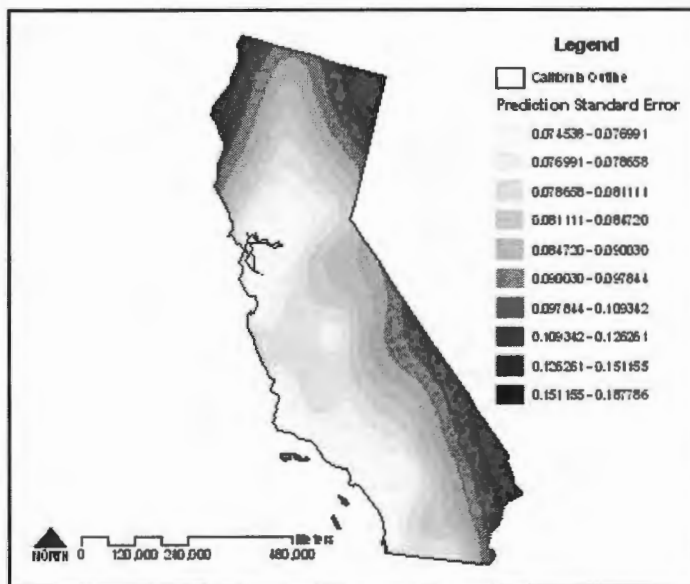 Legend
California Outline
Prediction Standard Error
0.074536 - 0.076991
0.076991 - 0.078658
0.078658 - 0.081111
0.081111 - 0.084720
0.084720 - 0.090030
0.090030 - 0.097844
0.097844 - 0.109342
0.109342 - 0.126261
0.126261 - 0.151155
0.151155 - 0.187786
Meters
NORTH 0 120,000 240,000 480,000